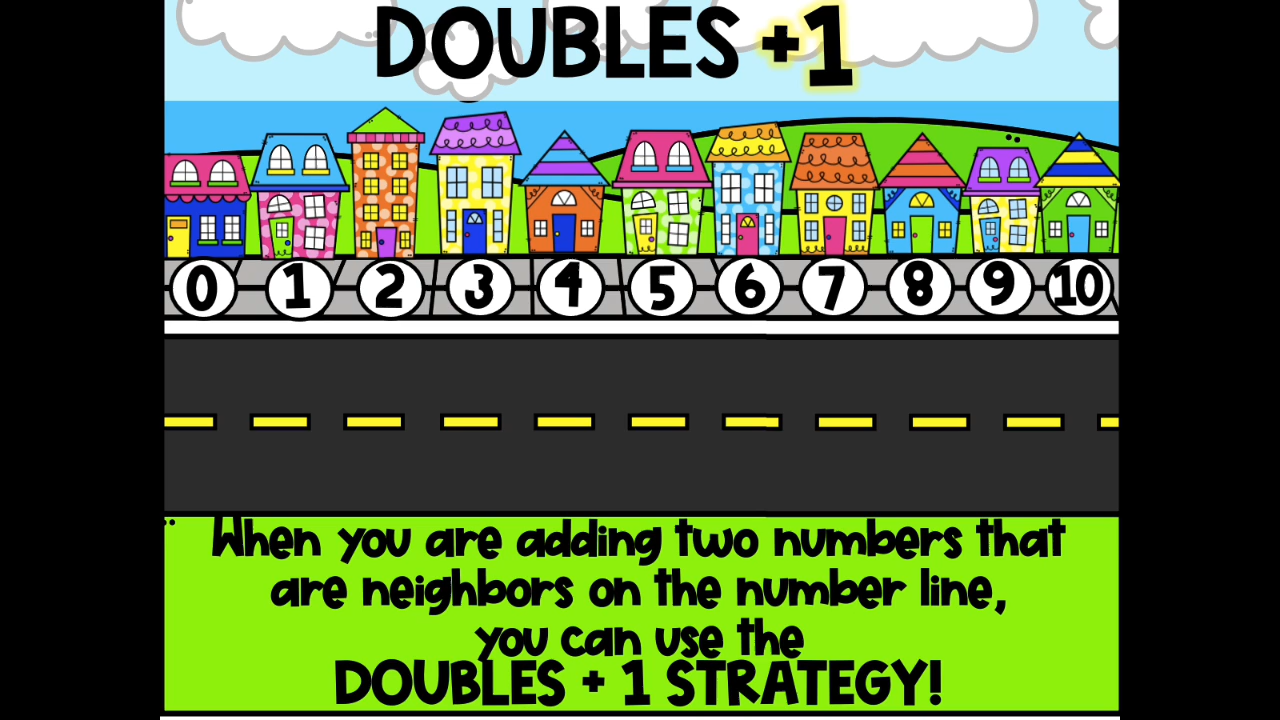 DOUBLES +1
0 1 2 3 4 5 6 7 8 9 10
When you are adding two numbers that
are neighbors on the number line,
you can use the
DOUBLES + 1 STRATEGY!